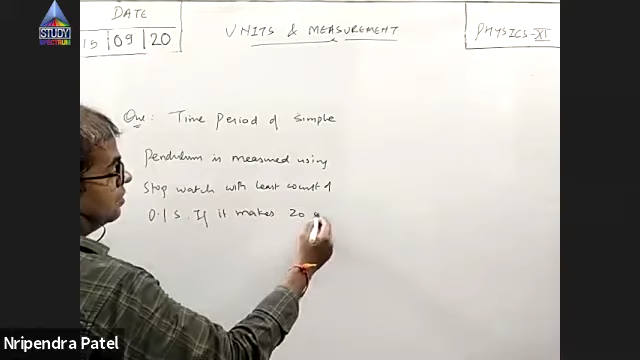 STUDY
SPECTRUM
DATE
15 | 09 | 20
UNITS & MEASUREMENT
PHYSICS-XI
Que: Time Period of simple
Pendulum is measured using
Stop watch with least count of
0.1 s. If it makes 20
Nripendra Patel